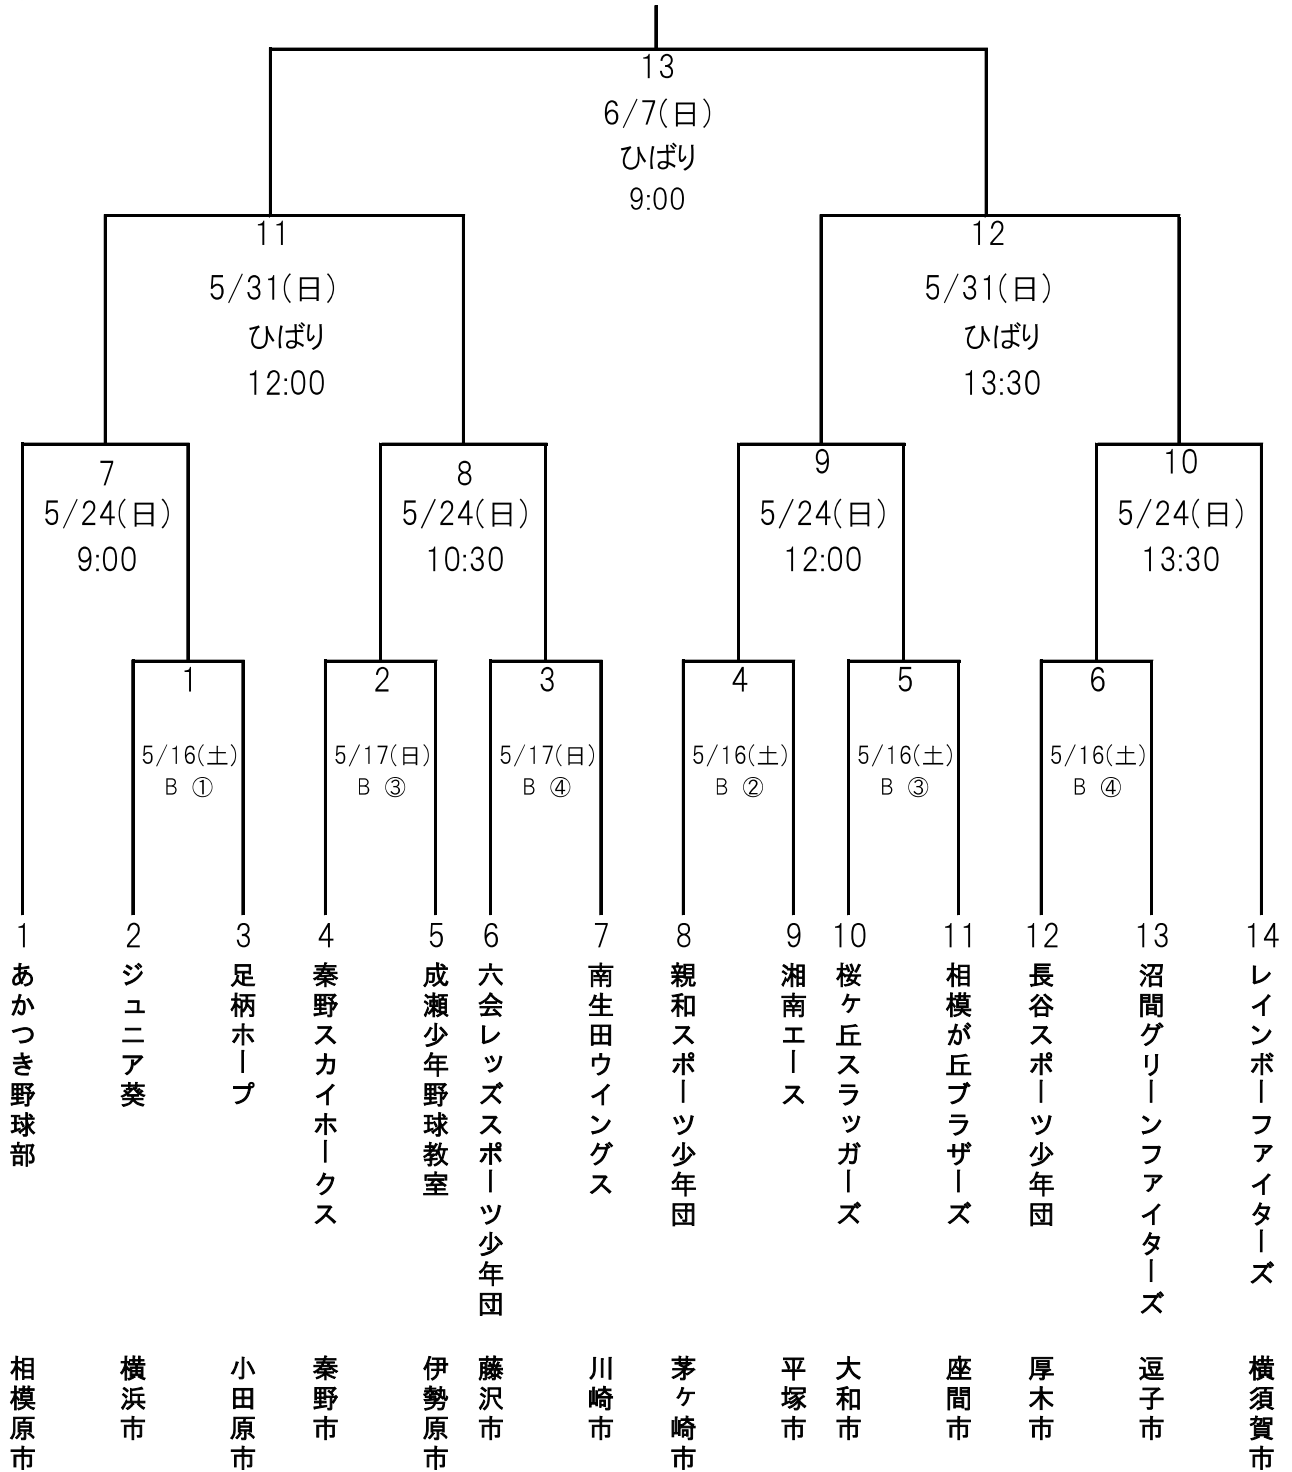 13
6/7(日)
ひばり
9:00
11
5/31(日)
ひばり
12:00
12
5/31(日)
ひばり
13:30
7
5/24(日)
9:00
8
5/24(日)
10:30
9
5/24(日)
12:00
10
5/24(日)
13:30
1
5/16(土)
B ①
2
5/17(日)
B ③
3
5/17(日)
B ④
4
5/16(土)
B ②
5
5/16(土)
B ③
6
5/16(土)
B ④
1
あかつき野球部
相模原市
2
ジュニア葵
横浜市
3
足柄ホープ
小田原市
4
秦野スカイホークス
秦野市
5
成瀬少年野球教室
伊勢原市
6
六会レッズスポーツ少年団
藤沢市
7
南生田ウイングス
川崎市
8
親和スポーツ少年団
茅ケ崎市
9
湘南エース
平塚市
10
桜ケ丘スラッガーズ
大和市
11
相模が丘ブラザーズ
座間市
12
長谷スポーツ少年団
厚木市
13
沼間グリーンファイターズ
逗子市
14
レインボーファイターズ
横須賀市